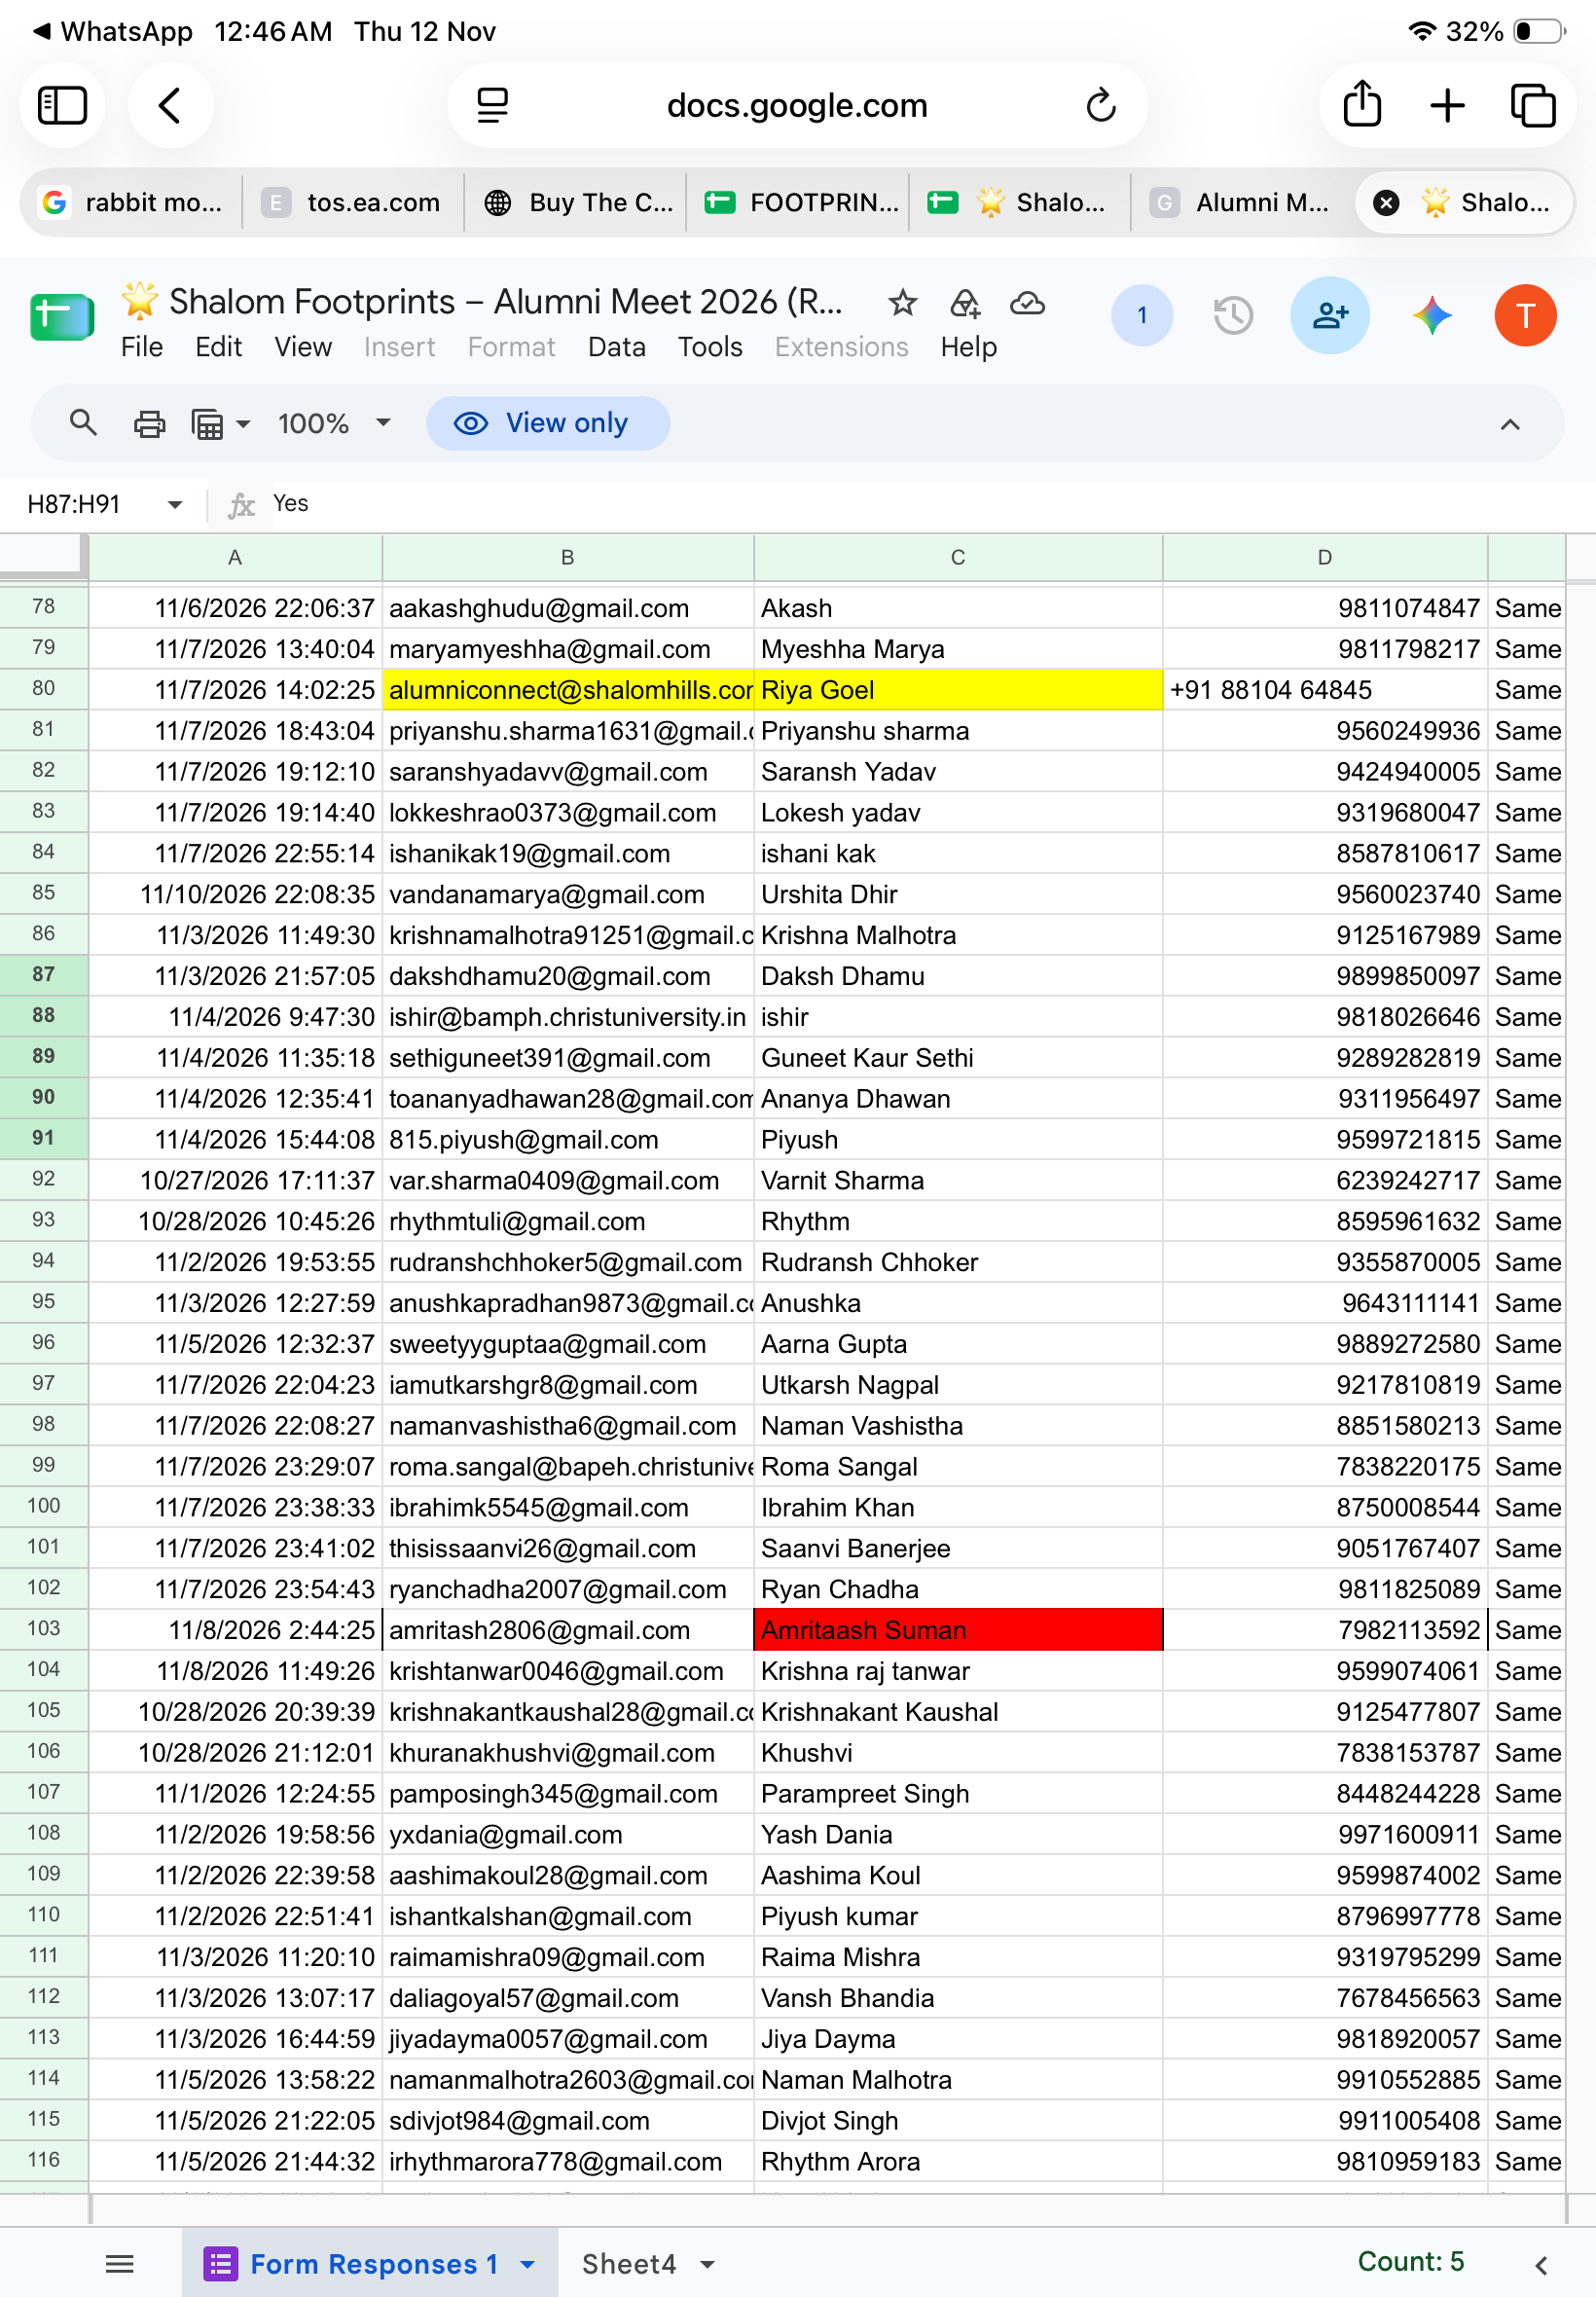 WhatsApp 12:46 AM Thu 12 Nov 32%
docs.google.com
rabbit mo... tos.ea.com Buy The C... FOOTPRIN... Shalo... Alumni M... Shalo...
Shalom Footprints – Alumni Meet 2026 (R... 1 T
File Edit View Insert Format Data Tools Extensions Help
100% View only
H87:H91 fx Yes
A B C D
78 11/6/2026 22:06:37 aakashghudu@gmail.com Akash 9811074847 Same
79 11/7/2026 13:40:04 maryamyeshha@gmail.com Myeshha Marya 9811798217 Same
80 11/7/2026 14:02:25 alumniconnect@shalomhills.com Riya Goel +91 88104 64845 Same
81 11/7/2026 18:43:04 priyanshu.sharma1631@gmail.c Priyanshu sharma 9560249936 Same
82 11/7/2026 19:12:10 saranshyadavv@gmail.com Saransh Yadav 9424940005 Same
83 11/7/2026 19:14:40 lokkeshrao0373@gmail.com Lokesh yadav 9319680047 Same
84 11/7/2026 22:55:14 ishanikak19@gmail.com ishani kak 8587810617 Same
85 11/10/2026 22:08:35 vandanamarya@gmail.com Urshita Dhir 9560023740 Same
86 11/3/2026 11:49:30 krishnamalhotra91251@gmail.c Krishna Malhotra 9125167989 Same
87 11/3/2026 21:57:05 dakshdhamu20@gmail.com Daksh Dhamu 9899850097 Same
88 11/4/2026 9:47:30 ishir@bamph.christuniversity.in ishir 9818026646 Same
89 11/4/2026 11:35:18 sethiguneet391@gmail.com Guneet Kaur Sethi 9289282819 Same
90 11/4/2026 12:35:41 toananyadhawan28@gmail.com Ananya Dhawan 9311956497 Same
91 11/4/2026 15:44:08 815.piyush@gmail.com Piyush 9599721815 Same
92 10/27/2026 17:11:37 var.sharma0409@gmail.com Varnit Sharma 6239242717 Same
93 10/28/2026 10:45:26 rhythmtuli@gmail.com Rhythm 8595961632 Same
94 11/2/2026 19:53:55 rudranshchhoker5@gmail.com Rudransh Chhoker 9355870005 Same
95 11/3/2026 12:27:59 anushkapradhan9873@gmail.co Anushka 9643111141 Same
96 11/5/2026 12:32:37 sweetyyguptaa@gmail.com Aarna Gupta 9889272580 Same
97 11/7/2026 22:04:23 iamutkarshgr8@gmail.com Utkarsh Nagpal 9217810819 Same
98 11/7/2026 22:08:27 namanvashistha6@gmail.com Naman Vashistha 8851580213 Same
99 11/7/2026 23:29:07 roma.sangal@bapeh.christunive Roma Sangal 7838220175 Same
100 11/7/2026 23:38:33 ibrahimk5545@gmail.com Ibrahim Khan 8750008544 Same
101 11/7/2026 23:41:02 thisissaanvi26@gmail.com Saanvi Banerjee 9051767407 Same
102 11/7/2026 23:54:43 ryanchadha2007@gmail.com Ryan Chadha 9811825089 Same
103 11/8/2026 2:44:25 amritash2806@gmail.com Amritaash Suman 7982113592 Same
104 11/8/2026 11:49:26 krishtanwar0046@gmail.com Krishna raj tanwar 9599074061 Same
105 10/28/2026 20:39:39 krishnakantkaushal28@gmail.co Krishnakant Kaushal 9125477807 Same
106 10/28/2026 21:12:01 khuranakhushvi@gmail.com Khushvi 7838153787 Same
107 11/1/2026 12:24:55 pamposingh345@gmail.com Parampreet Singh 8448244228 Same
108 11/2/2026 19:58:56 yxdania@gmail.com Yash Dania 9971600911 Same
109 11/2/2026 22:39:58 aashimakoul28@gmail.com Aashima Koul 9599874002 Same
110 11/2/2026 22:51:41 ishantkalshan@gmail.com Piyush kumar 8796997778 Same
111 11/3/2026 11:20:10 raimamishra09@gmail.com Raima Mishra 9319795299 Same
112 11/3/2026 13:07:17 daliagoyal57@gmail.com Vansh Bhandia 7678456563 Same
113 11/3/2026 16:44:59 jiyadayma0057@gmail.com Jiya Dayma 9818920057 Same
114 11/5/2026 13:58:22 namanmalhotra2603@gmail.com Naman Malhotra 9910552885 Same
115 11/5/2026 21:22:05 sdivjot984@gmail.com Divjot Singh 9911005408 Same
116 11/5/2026 21:44:32 irhythmarora778@gmail.com Rhythm Arora 9810959183 Same
Form Responses 1 Sheet4 Count: 5